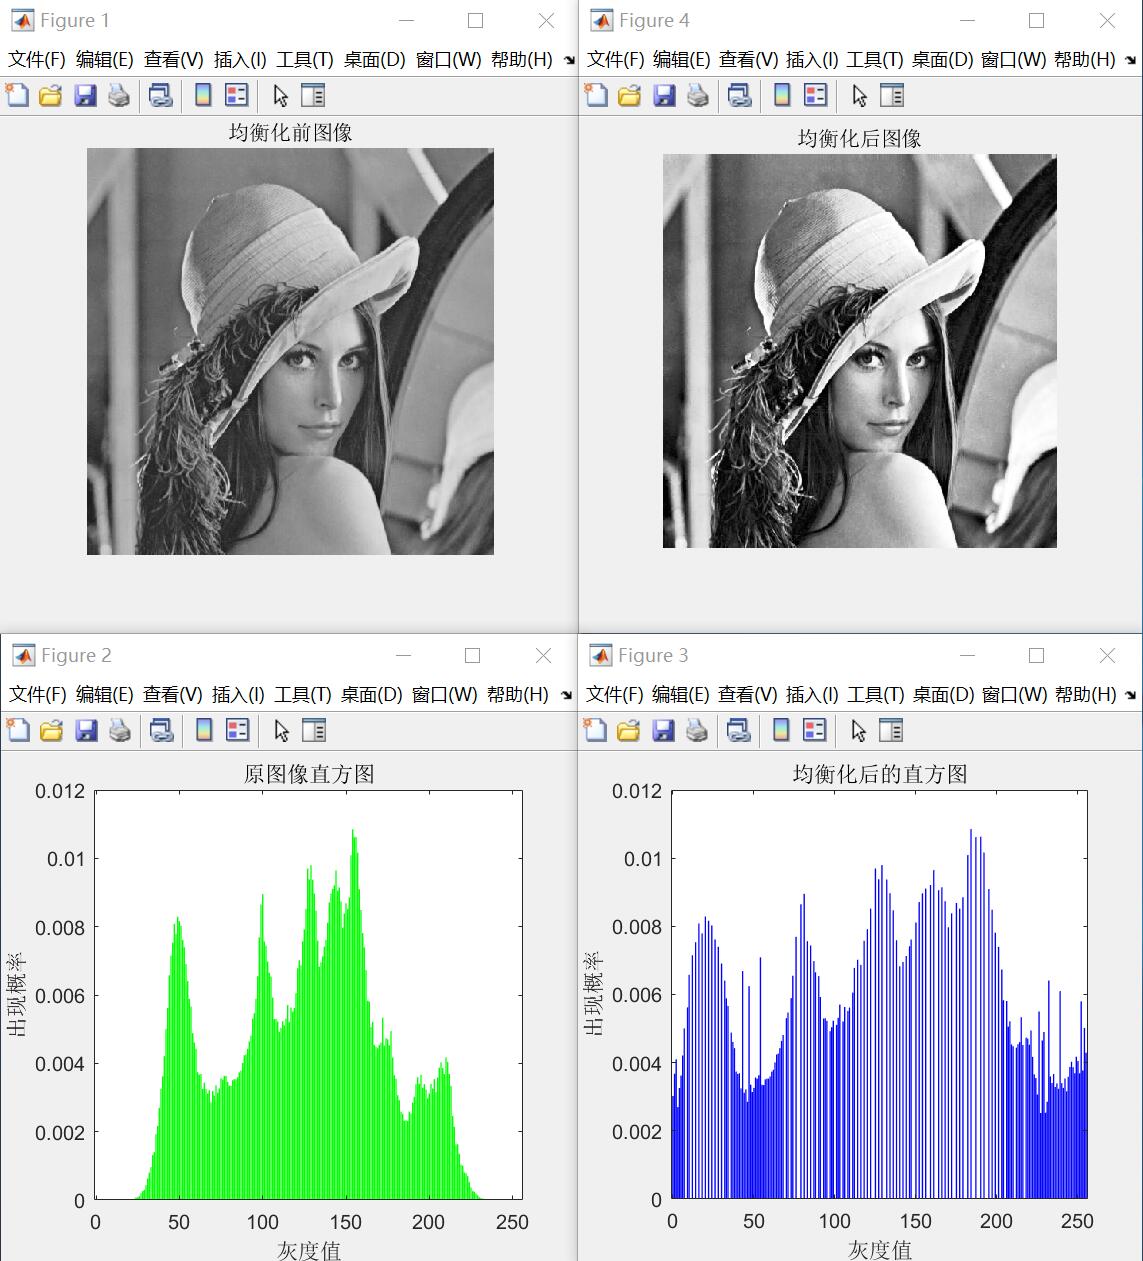 Figure 1
文件(F) 编辑(E) 查看(V) 插入(I) 工具(T) 桌面(D) 窗口(W) 帮助(H)
均衡化前图像
Figure 4
文件(F) 编辑(E) 查看(V) 插入(I) 工具(T) 桌面(D) 窗口(W) 帮助(H)
均衡化后图像
Figure 2
文件(F) 编辑(E) 查看(V) 插入(I) 工具(T) 桌面(D) 窗口(W) 帮助(H)
原图像直方图
0.012
0.01
0.008
0.006
0.004
0.002
0
出现概率
0 50 100 150 200 250
灰度值
Figure 3
文件(F) 编辑(E) 查看(V) 插入(I) 工具(T) 桌面(D) 窗口(W) 帮助(H)
均衡化后的直方图
0.012
0.01
0.008
0.006
0.004
0.002
0
出现概率
0 50 100 150 200 250
灰度值